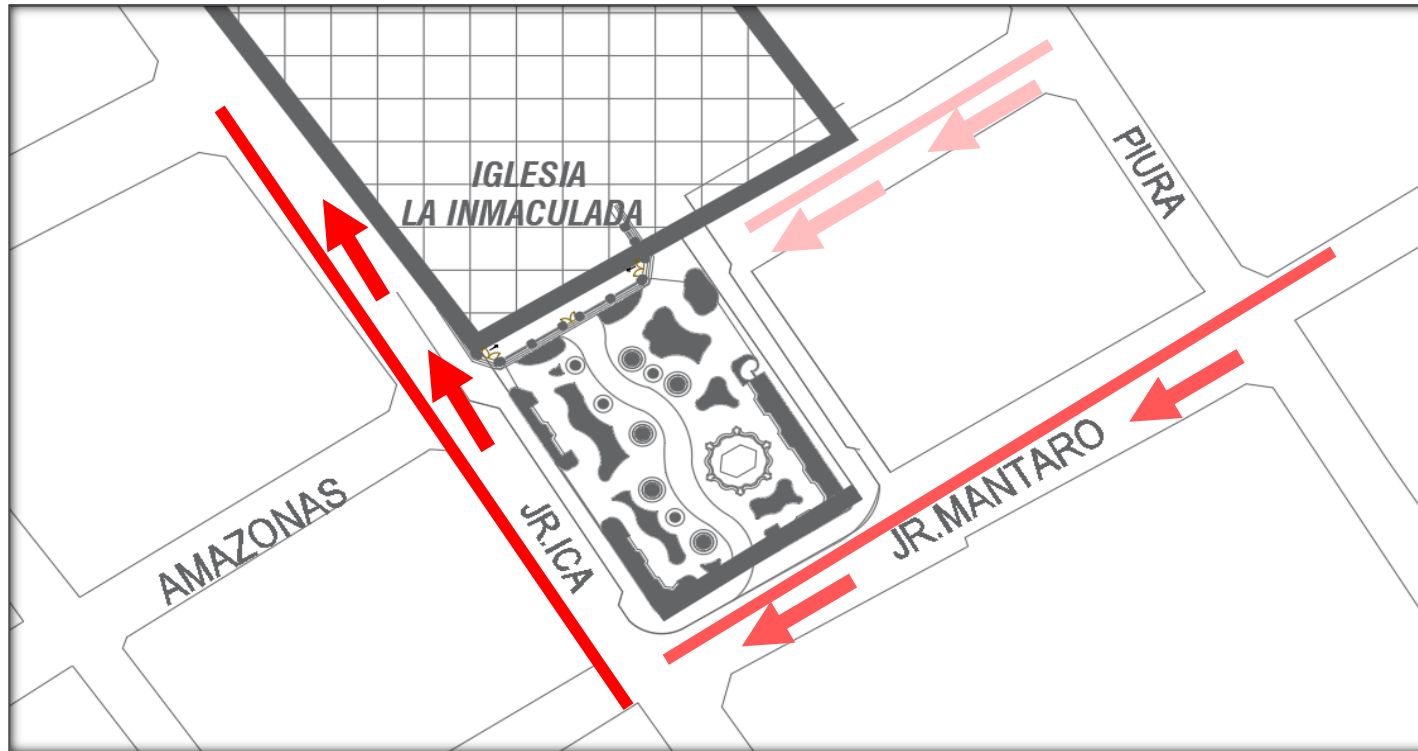 IGLESIA
LA INMACULADA
PIURA
JR.MANTARO
JR.ICA
AMAZONAS